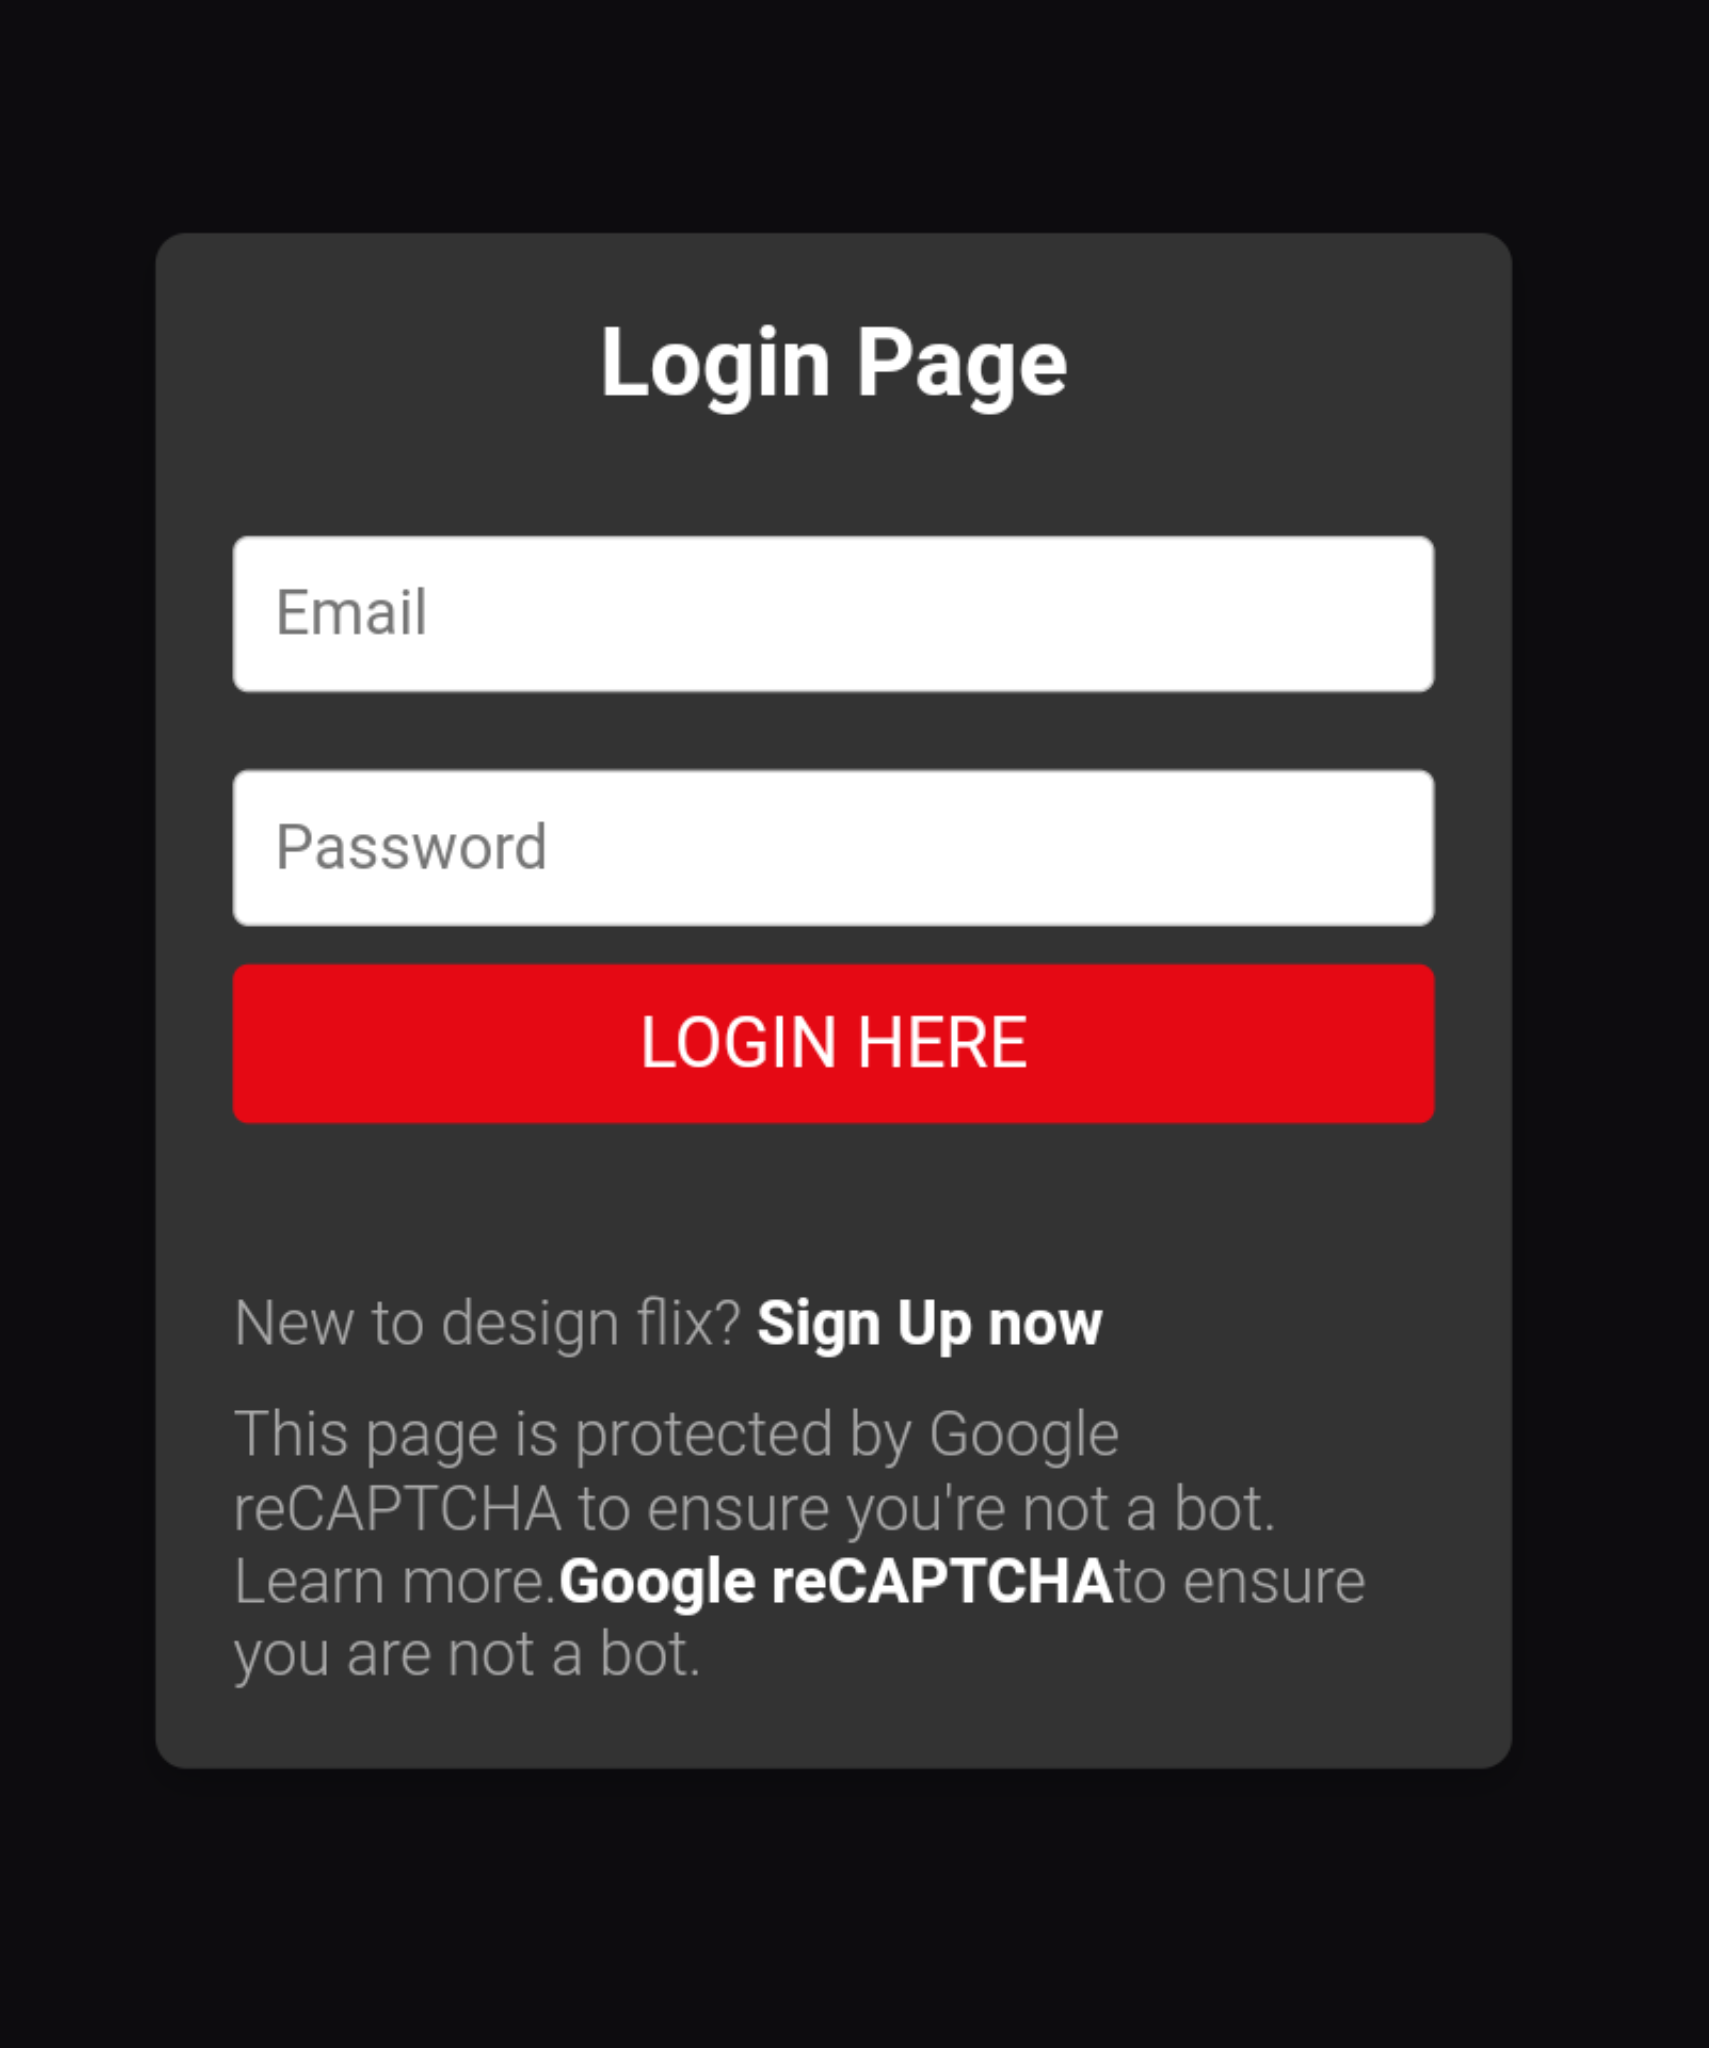 Login Page
Email
Password
LOGIN HERE
New to design flix? Sign Up now
This page is protected by Google
reCAPTCHA to ensure you're not a bot.
Learn more.Google reCAPTCHAto ensure
you are not a bot.